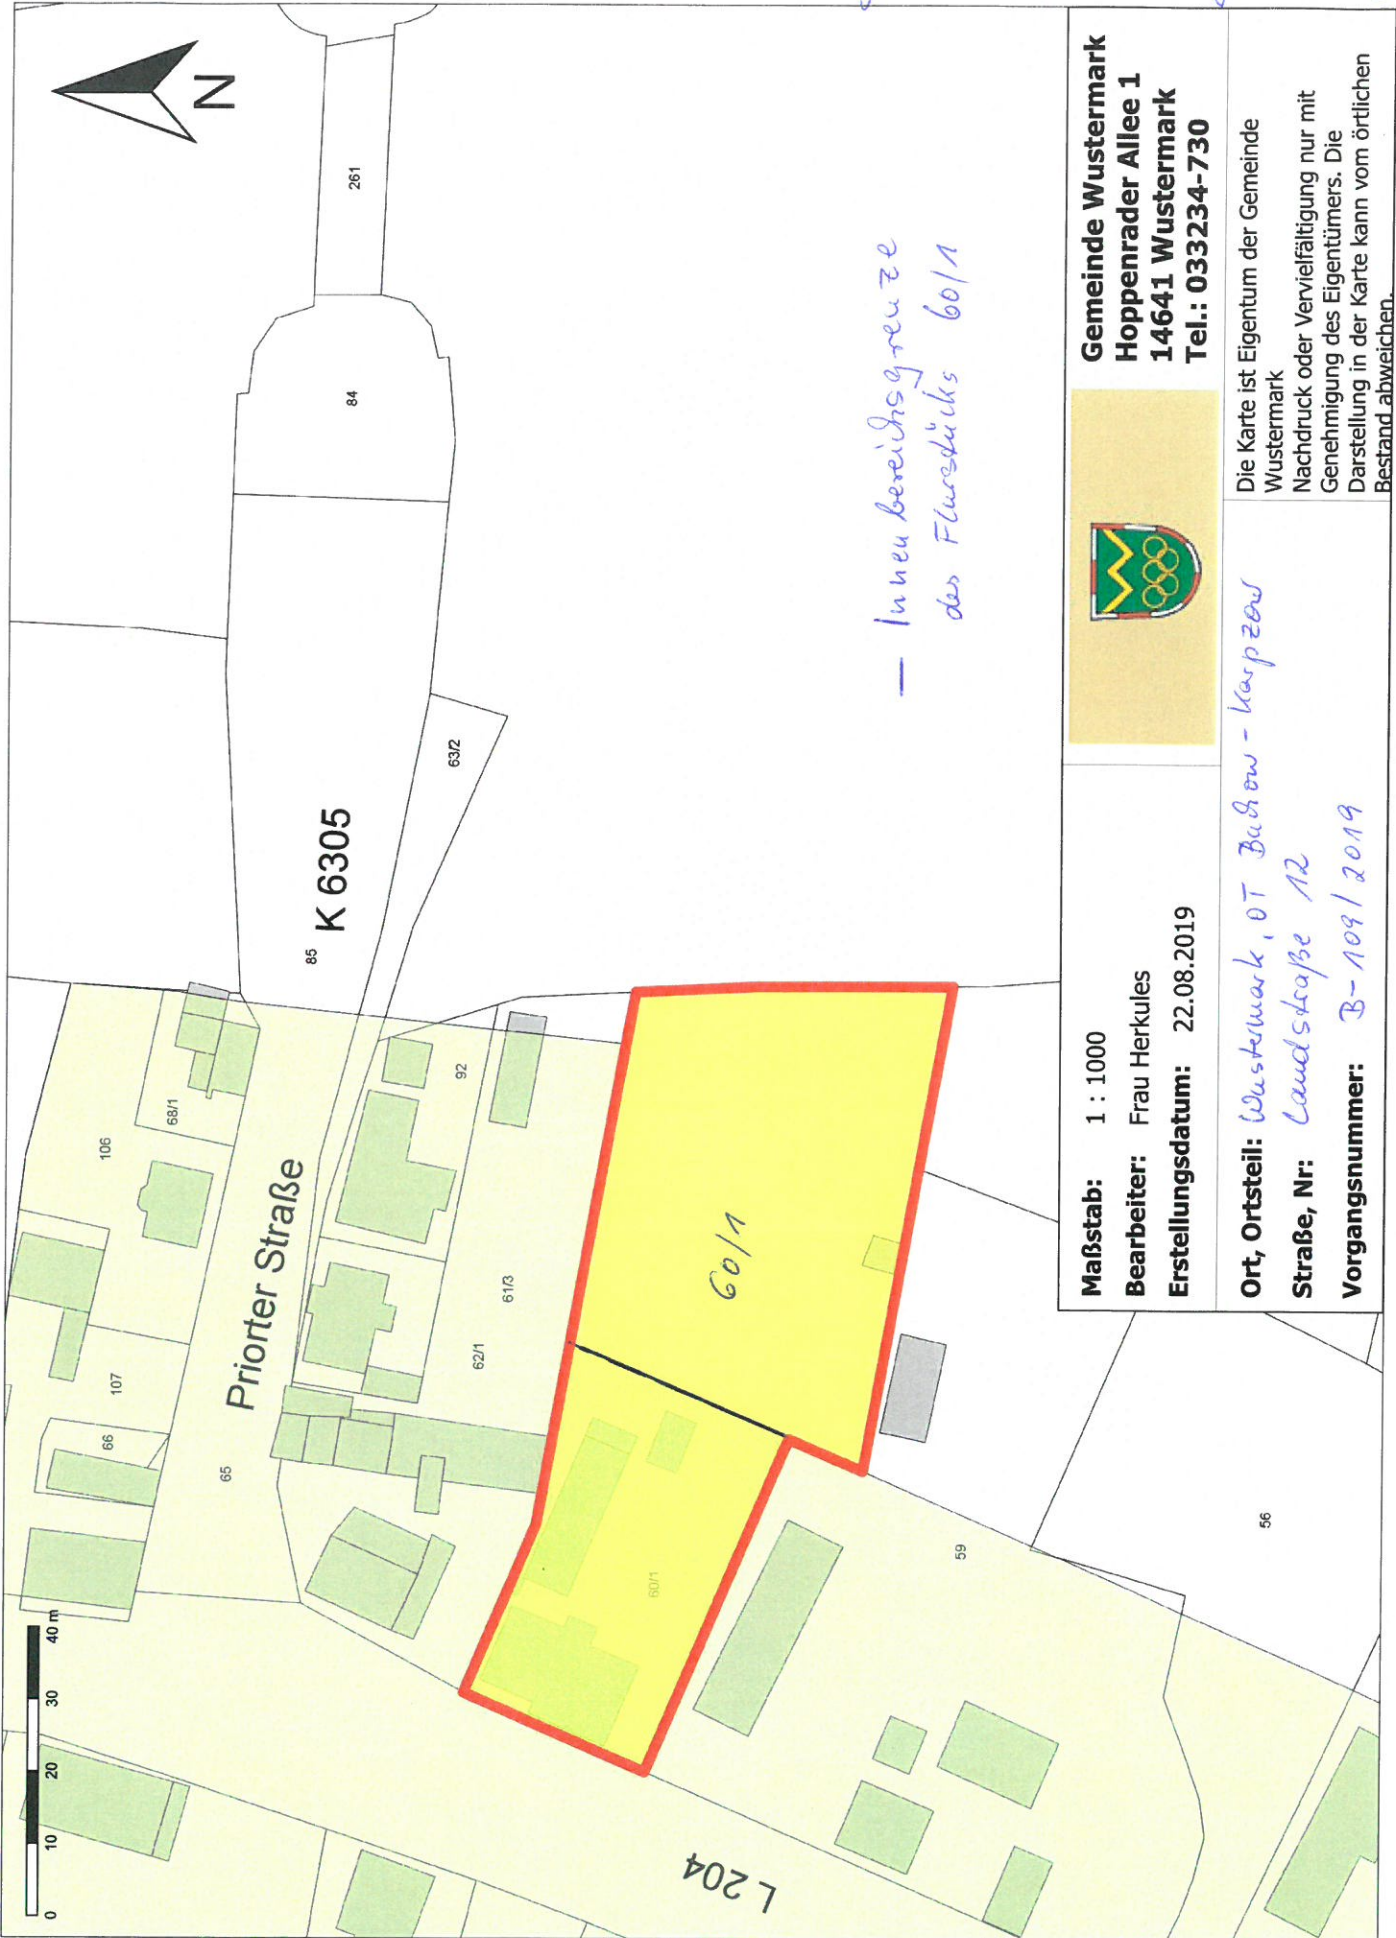 0 10 20 30 40 m
N
106
68/1
107
66
65
Priorter Straße
85
K 6305
84
261
63/2
92
61/3
62/1
60/1
60/1
59
56
L 204
— Innenbereichsgrenze
des Flurstücks 60/1
Maßstab: 1 : 1000
Bearbeiter: Frau Herkules
Erstellungsdatum: 22.08.2019
Gemeinde Wustermark
Hoppenrader Allee 1
14641 Wustermark
Tel.: 033234-730
Ort, Ortsteil: Wustermark, OT Buchow - Karpzow
Straße, Nr: Landstraße 12
Vorgangsnummer: B-109/2019
Die Karte ist Eigentum der Gemeinde
Wustermark
Nachdruck oder Vervielfältigung nur mit
Genehmigung des Eigentümers. Die
Darstellung in der Karte kann vom örtlichen
Bestand abweichen.